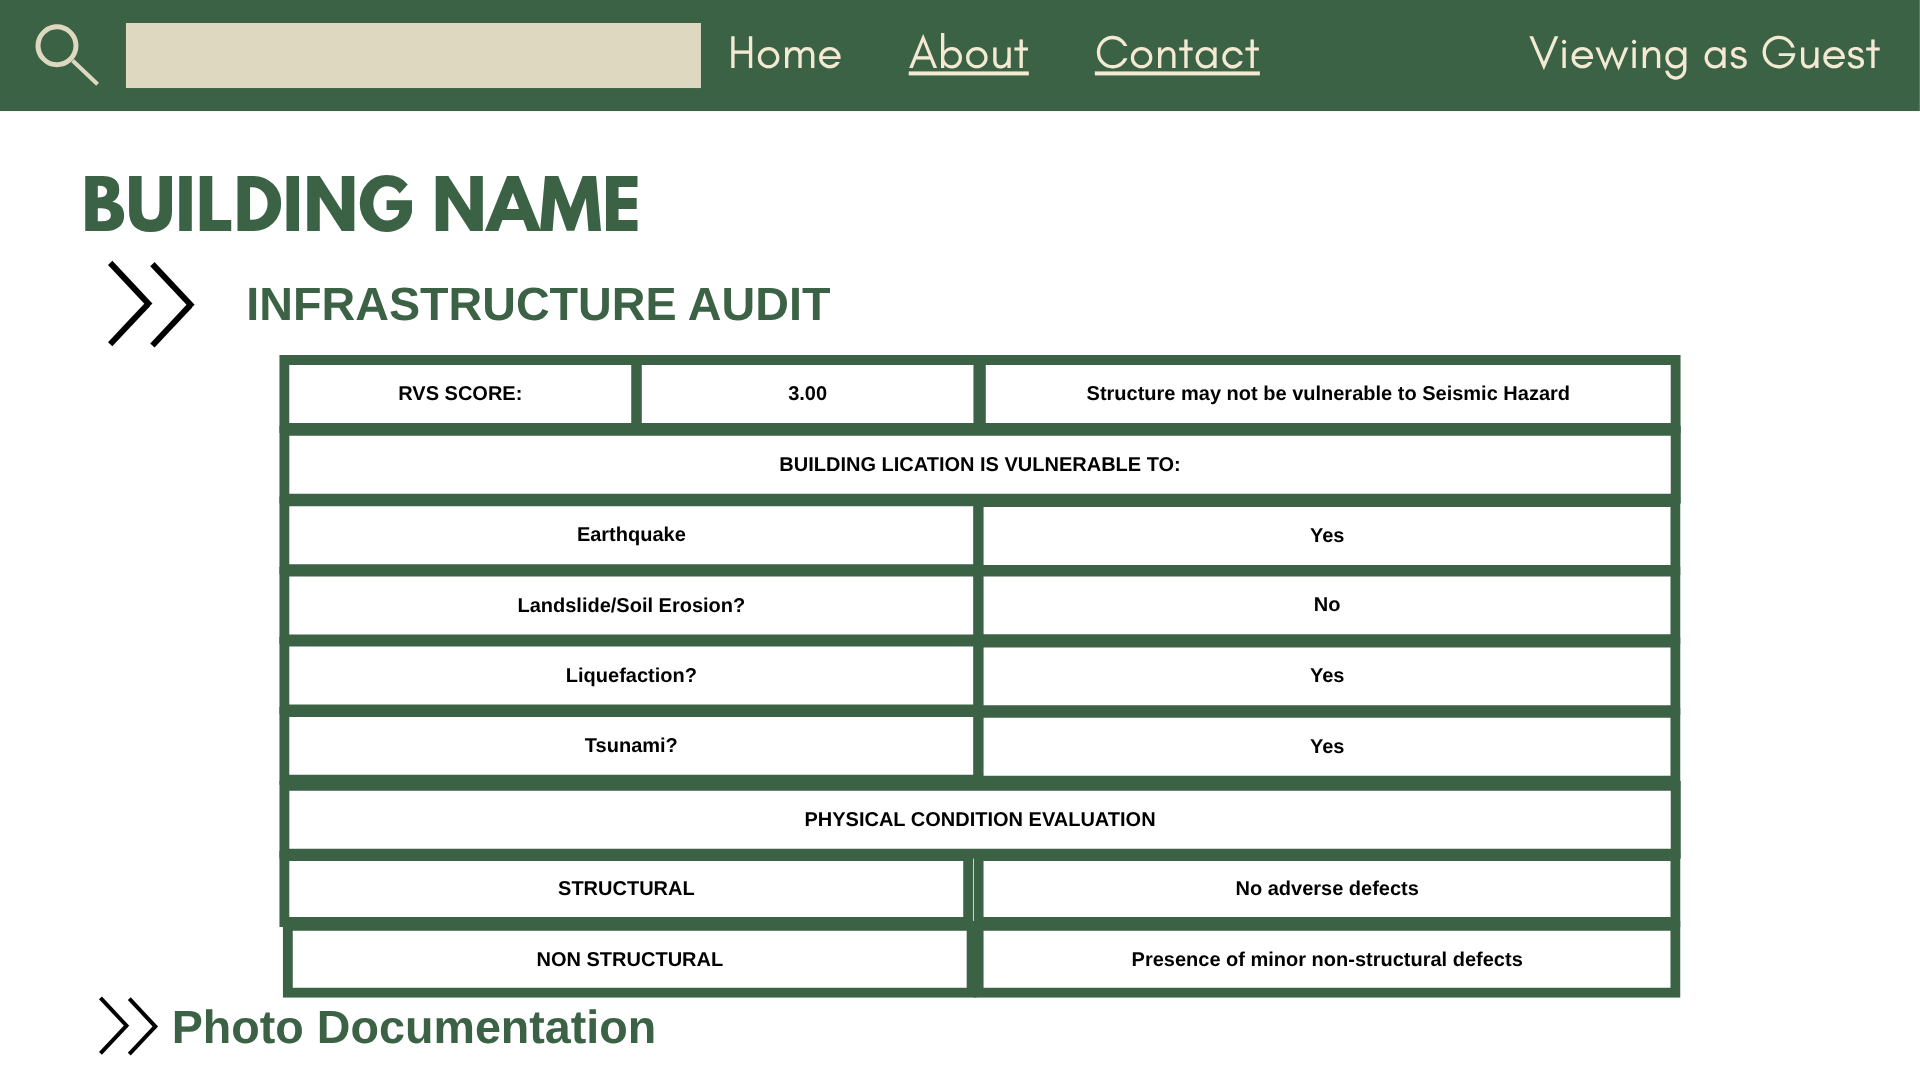 Home About Contact Viewing as Guest
BUILDING NAME
INFRASTRUCTURE AUDIT
RVS SCORE: 3.00 Structure may not be vulnerable to Seismic Hazard
BUILDING LICATION IS VULNERABLE TO:
Earthquake Yes
Landslide/Soil Erosion? No
Liquefaction? Yes
Tsunami? Yes
PHYSICAL CONDITION EVALUATION
STRUCTURAL No adverse defects
NON STRUCTURAL Presence of minor non-structural defects
Photo Documentation